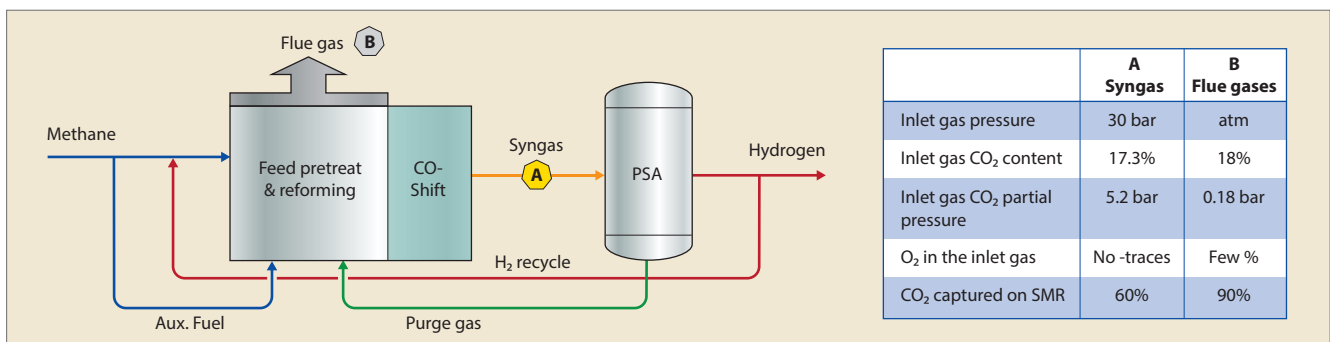 Flue gas B
Methane
Feed pretreat
& reforming
CO-
Shift
Syngas
A
PSA
Hydrogen
H₂ recycle
Aux. Fuel
Purge gas
A
Syngas
B
Flue gases
Inlet gas pressure 30 bar atm
Inlet gas CO₂ content 17.3% 18%
Inlet gas CO₂ partial
pressure
5.2 bar 0.18 bar
O₂ in the inlet gas No -traces Few %
CO₂ captured on SMR 60% 90%